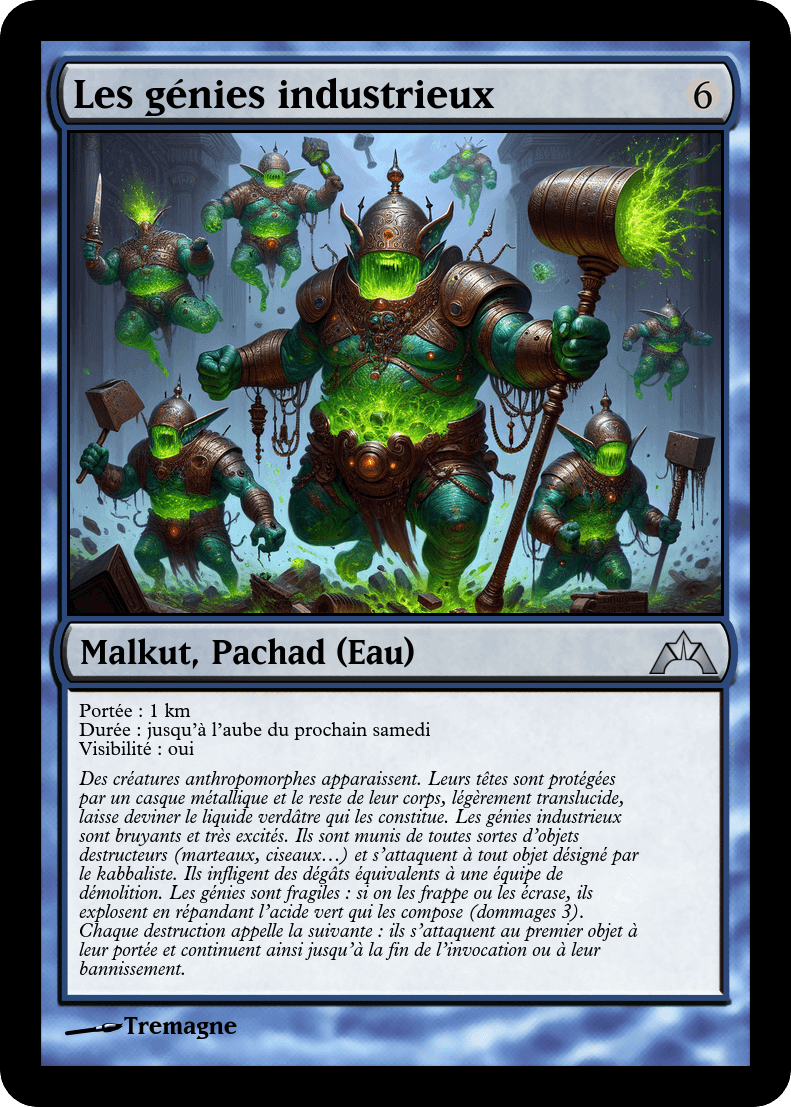 Les génies industrieux
6
Malkut, Pachad (Eau)
Portée : 1 km
Durée : jusqu'à l'aube du prochain samedi
Visibilité : oui
Des créatures anthropomorphes apparaissent. Leurs têtes sont protégées
par un casque métallique et le reste de leur corps, légèrement translucide,
laisse deviner le liquide verdâtre qui les constitue. Les génies industrieux
sont bruyants et très excités. Ils sont munis de toutes sortes d'objets
destructeurs (marteaux, ciseaux…) et s'attaquent à tout objet désigné par
le kabbaliste. Ils infligent des dégâts équivalents à une équipe de
démolition. Les génies sont fragiles : si on les frappe ou les écrase, ils
explosent en répandant l'acide vert qui les compose (dommages 3).
Chaque destruction appelle la suivante : ils s'attaquent au premier objet à
leur portée et continuent ainsi jusqu'à la fin de l'invocation ou à leur
bannissement.
Tremagne